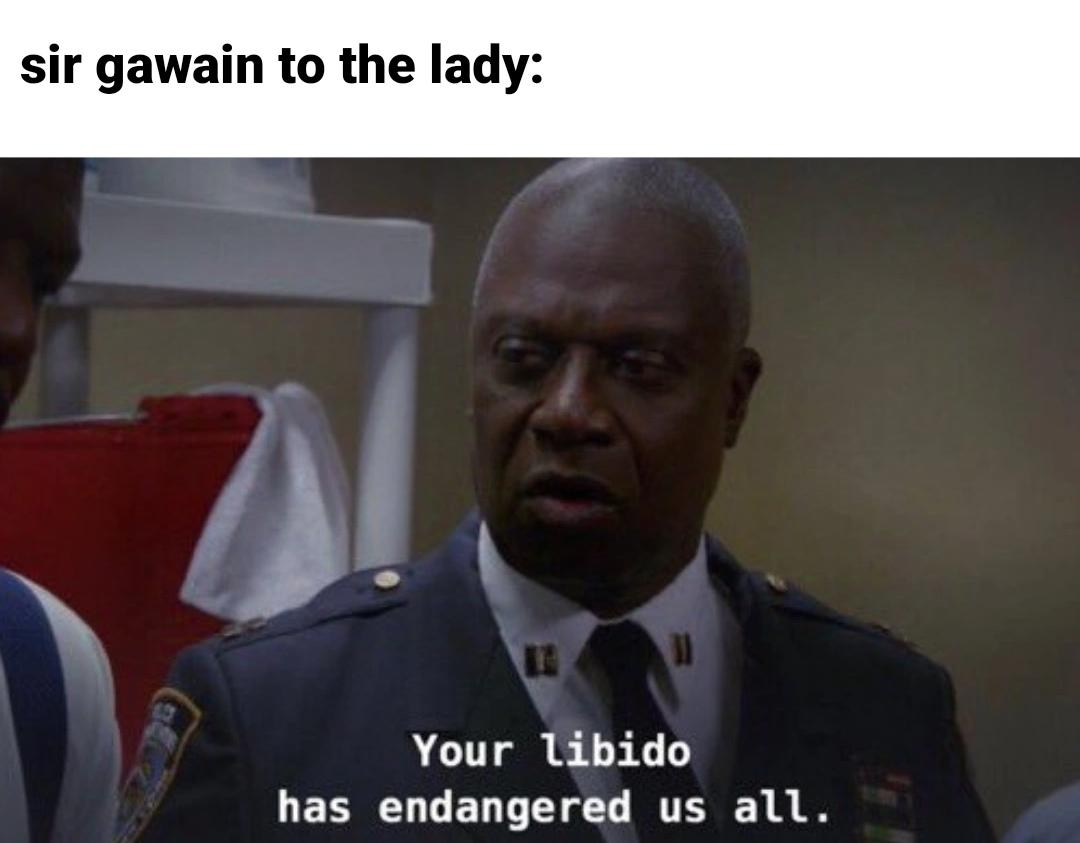 sir gawain to the lady:
Your libido
has endangered us all.